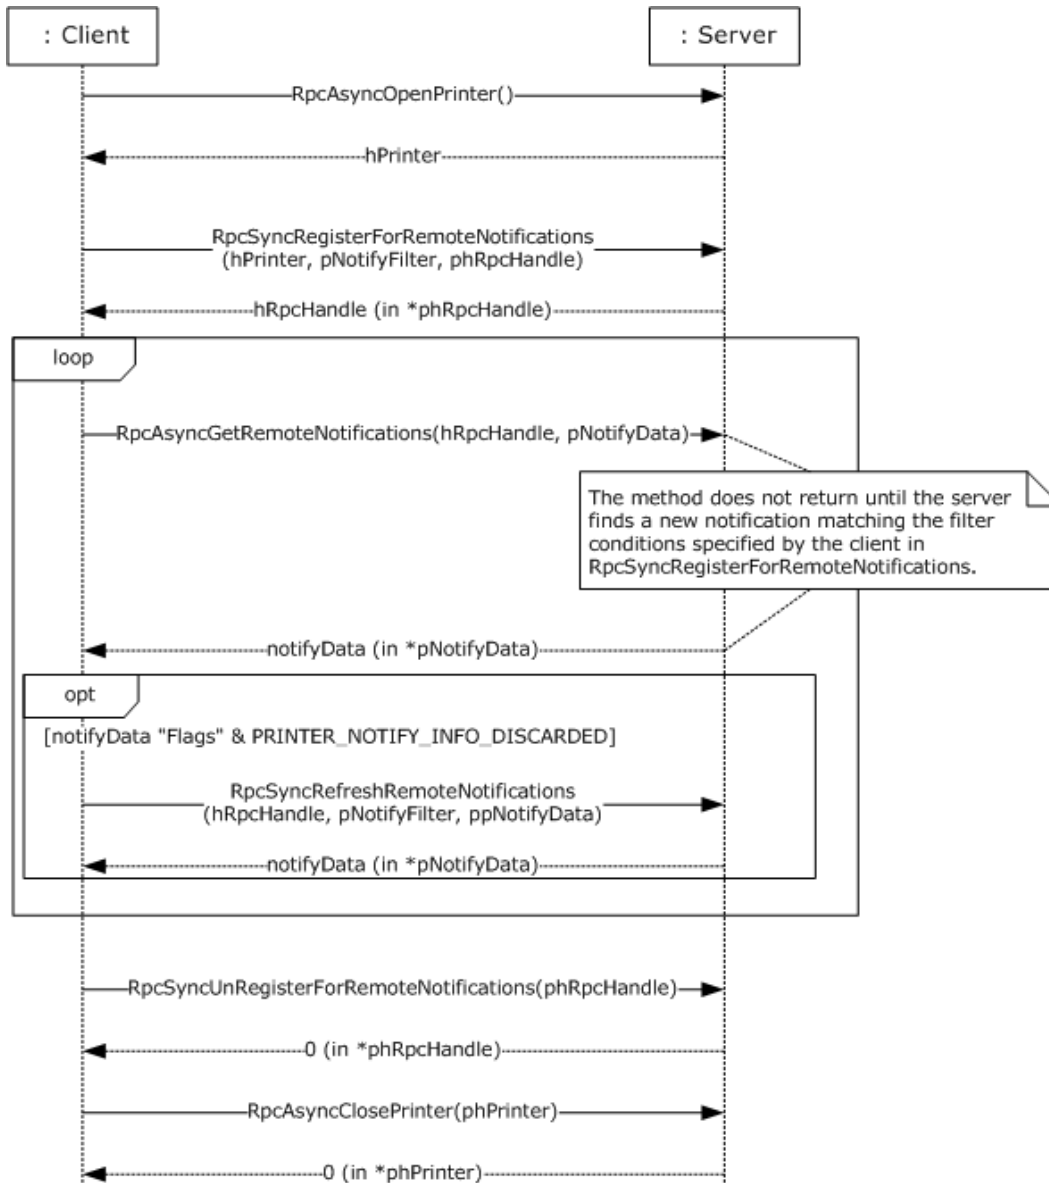 : Client
: Server
RpcAsyncOpenPrinter()
hPrinter
RpcSyncRegisterForRemoteNotifications
(hPrinter, pNotifyFilter, phRpcHandle)
hRpcHandle (in *phRpcHandle)
loop
RpcAsyncGetRemoteNotifications(hRpcHandle, pNotifyData)
The method does not return until the server
finds a new notification matching the filter
conditions specified by the client in
RpcSyncRegisterForRemoteNotifications.
notifyData (in *pNotifyData)
opt
[notifyData "Flags" & PRINTER_NOTIFY_INFO_DISCARDED]
RpcSyncRefreshRemoteNotifications
(hRpcHandle, pNotifyFilter, ppNotifyData)
notifyData (in *pNotifyData)
RpcSyncUnRegisterForRemoteNotifications(phRpcHandle)
0 (in *phRpcHandle)
RpcAsyncClosePrinter(phPrinter)
0 (in *phPrinter)